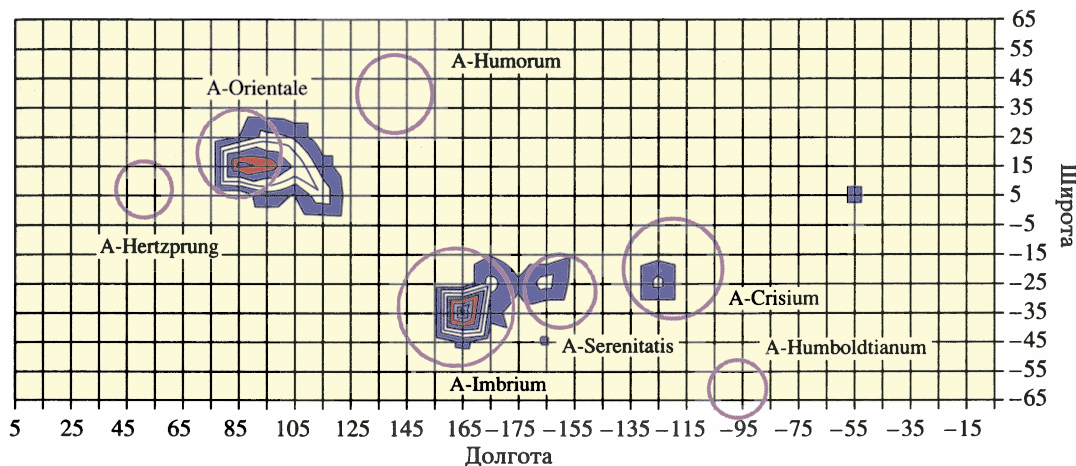 A-Humorum
A-Orientale
A-Hertzprung
A-Crisium
A-Serenitatis
A-Humboldtianum
A-Imbrium
65
55
45
35
25
15
5
−5
−15
−25
−35
−45
−55
−65
Широта
5 25 45 65 85 105 125 145 165 −175 −155 −135 −115 −95 −75 −55 −35 −15
Долгота